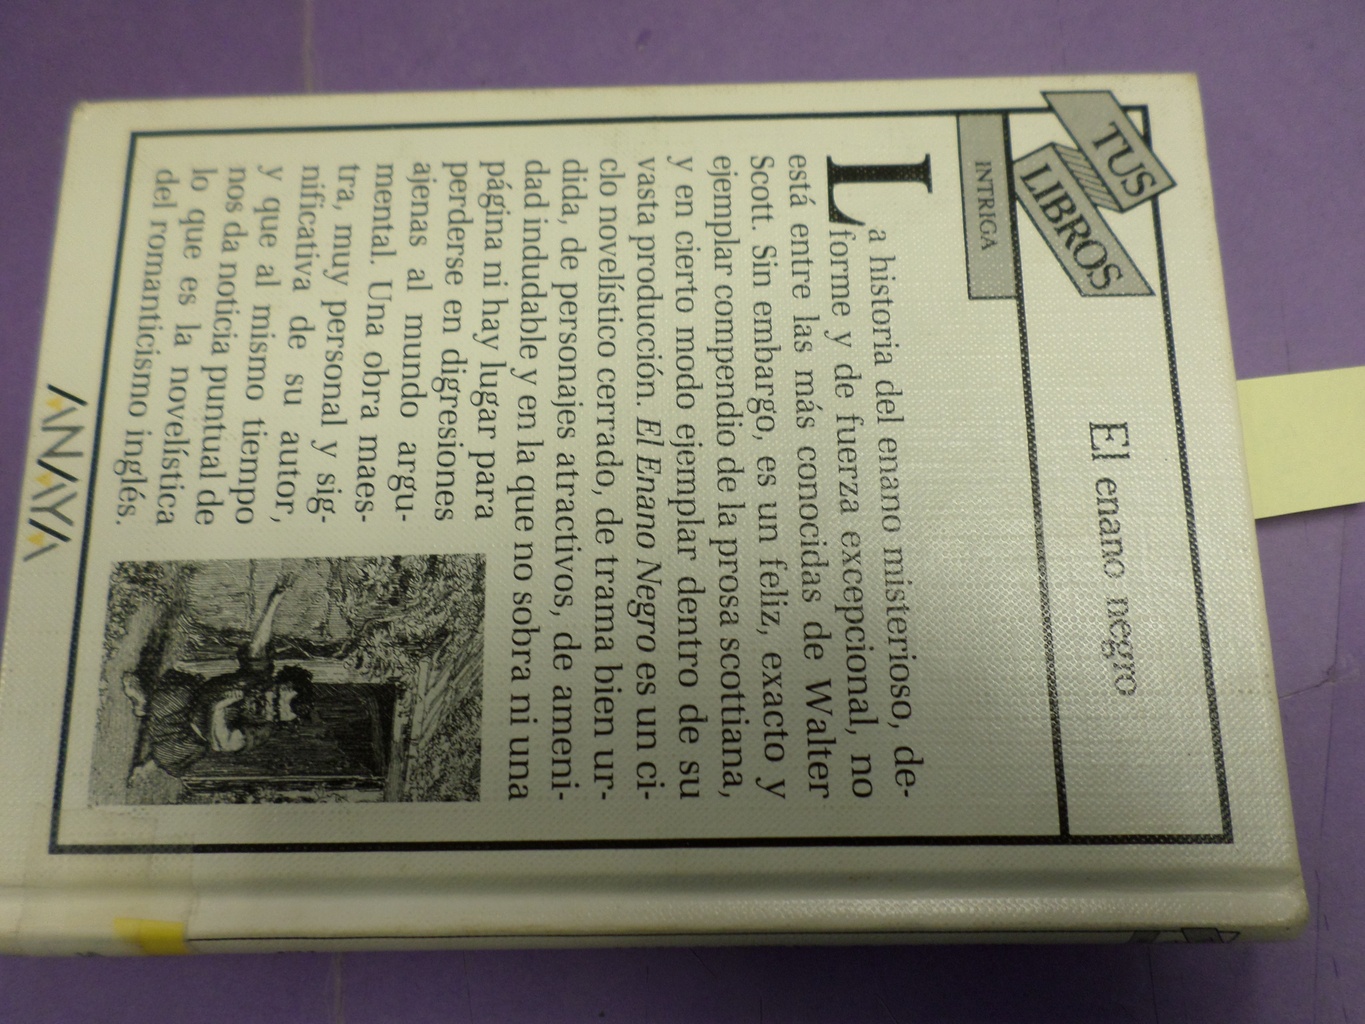 TUS
LIBROS
El enano negro
INTRIGA
La historia del enano misterioso, de-
forme y de fuerza excepcional, no
está entre las más conocidas de Walter
Scott. Sin embargo, es un feliz, exacto y
ejemplar compendio de la prosa scottiana,
y en cierto modo ejemplar dentro de su
vasta producción. El Enano Negro es un ci-
clo novelístico cerrado, de trama bien ur-
dida, de personajes atractivos, de ameni-
dad indudable y en la que no sobra ni una
página ni hay lugar para
perderse en digresiones
ajenas al mundo argu-
mental. Una obra maes-
tra, muy personal y sig-
nificativa de su autor,
y que al mismo tiempo
nos da noticia puntual de
lo que es la novelística
del romanticismo inglés.
ANAYA